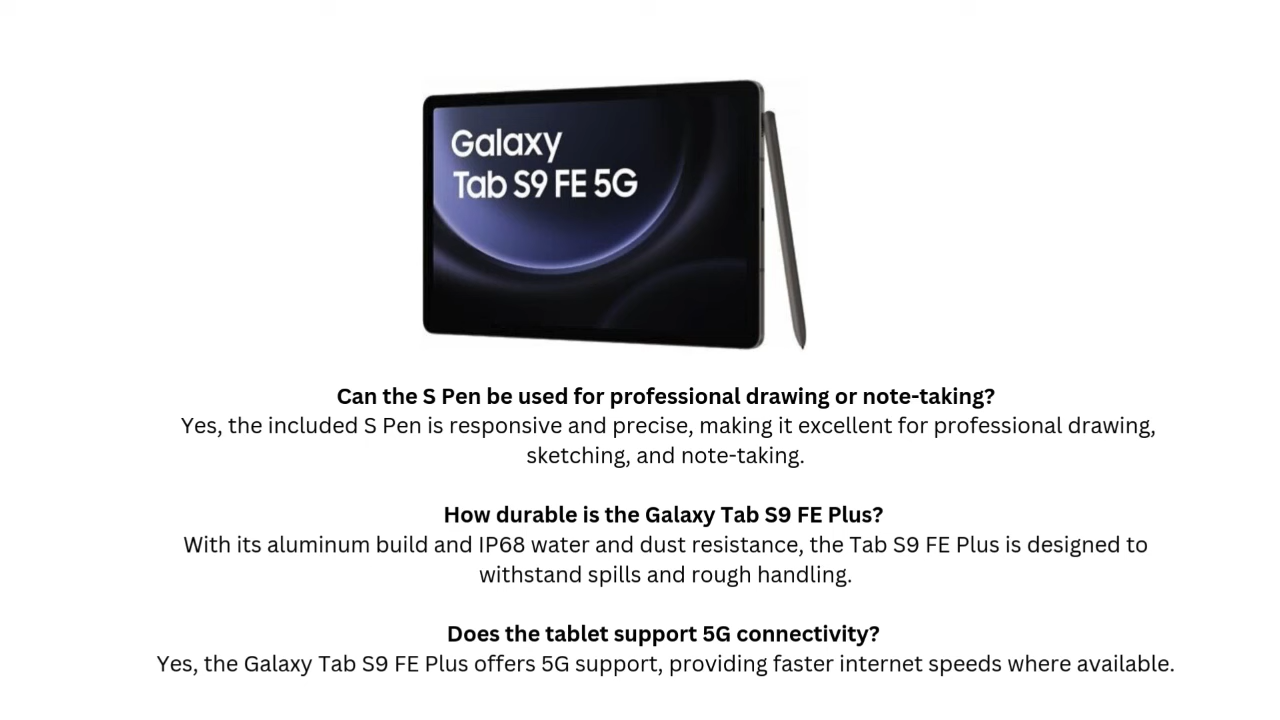 Galaxy
Tab S9 FE 5G
Can the S Pen be used for professional drawing or note-taking?
Yes, the included S Pen is responsive and precise, making it excellent for professional drawing,
sketching, and note-taking.
How durable is the Galaxy Tab S9 FE Plus?
With its aluminum build and IP68 water and dust resistance, the Tab S9 FE Plus is designed to
withstand spills and rough handling.
Does the tablet support 5G connectivity?
Yes, the Galaxy Tab S9 FE Plus offers 5G support, providing faster internet speeds where available.